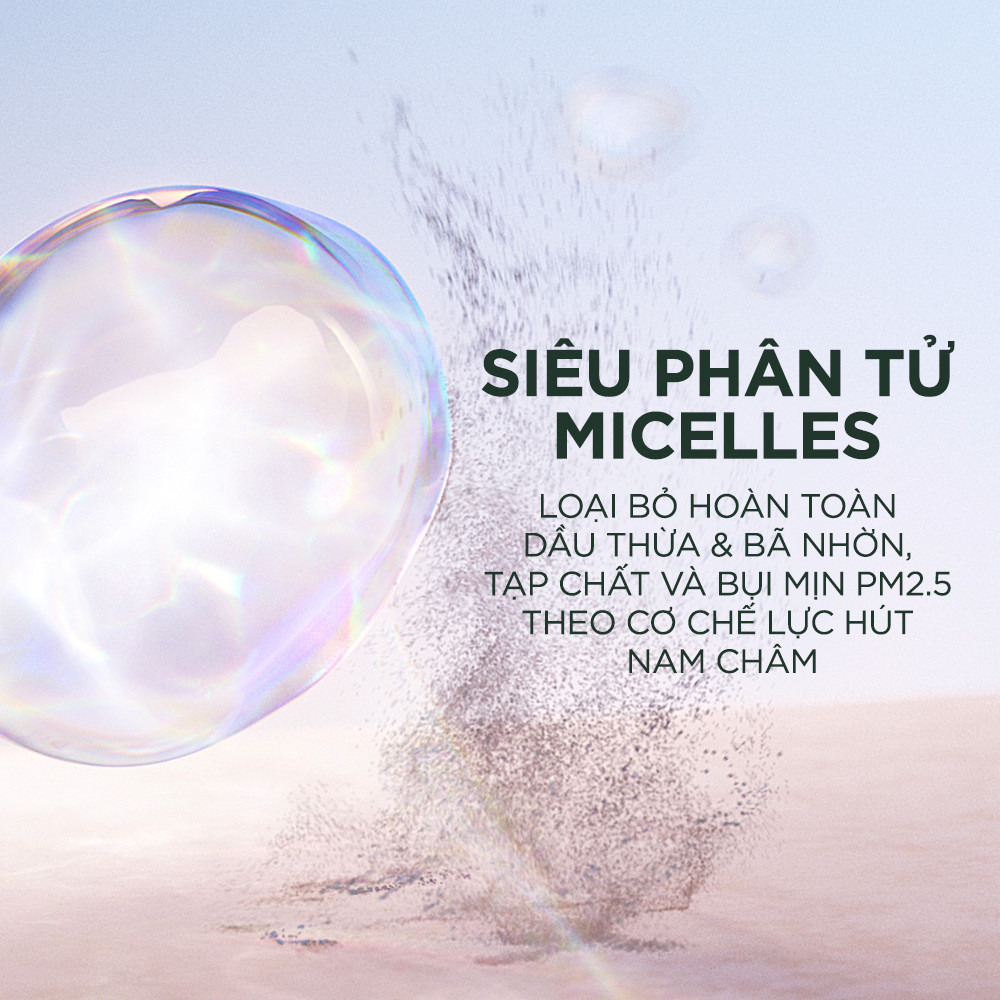 SIÊU PHÂN TỬ
MICELLES
LOẠI BỎ HOÀN TOÀN
DẦU THỪA & BÃ NHỜN,
TẠP CHẤT VÀ BỤI MỊN PM2.5
THEO CƠ CHẾ LỰC HÚT
NAM CHÂM